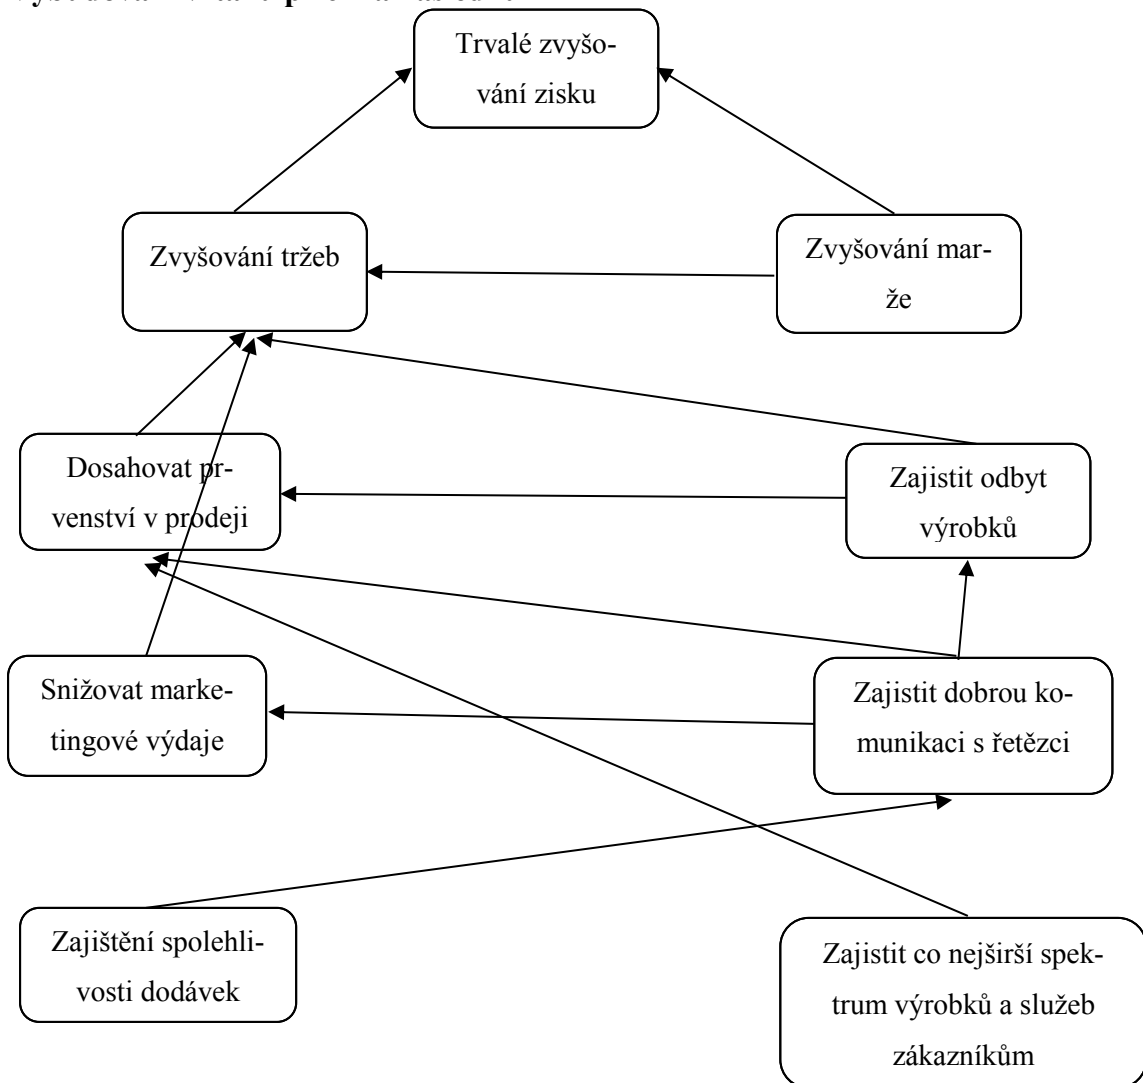 Trvalé zvyšo-
vání zisku
Zvyšování tržeb
Zvyšování mar-
že
Dosahovat pr-
venství v prodeji
Zajistit odbyt
výrobků
Snižovat marke-
tingové výdaje
Zajistit dobrou ko-
munikaci s řetězci
Zajištění spolehli-
vosti dodávek
Zajistit co nejširší spek-
trum výrobků a služeb
zákazníkům